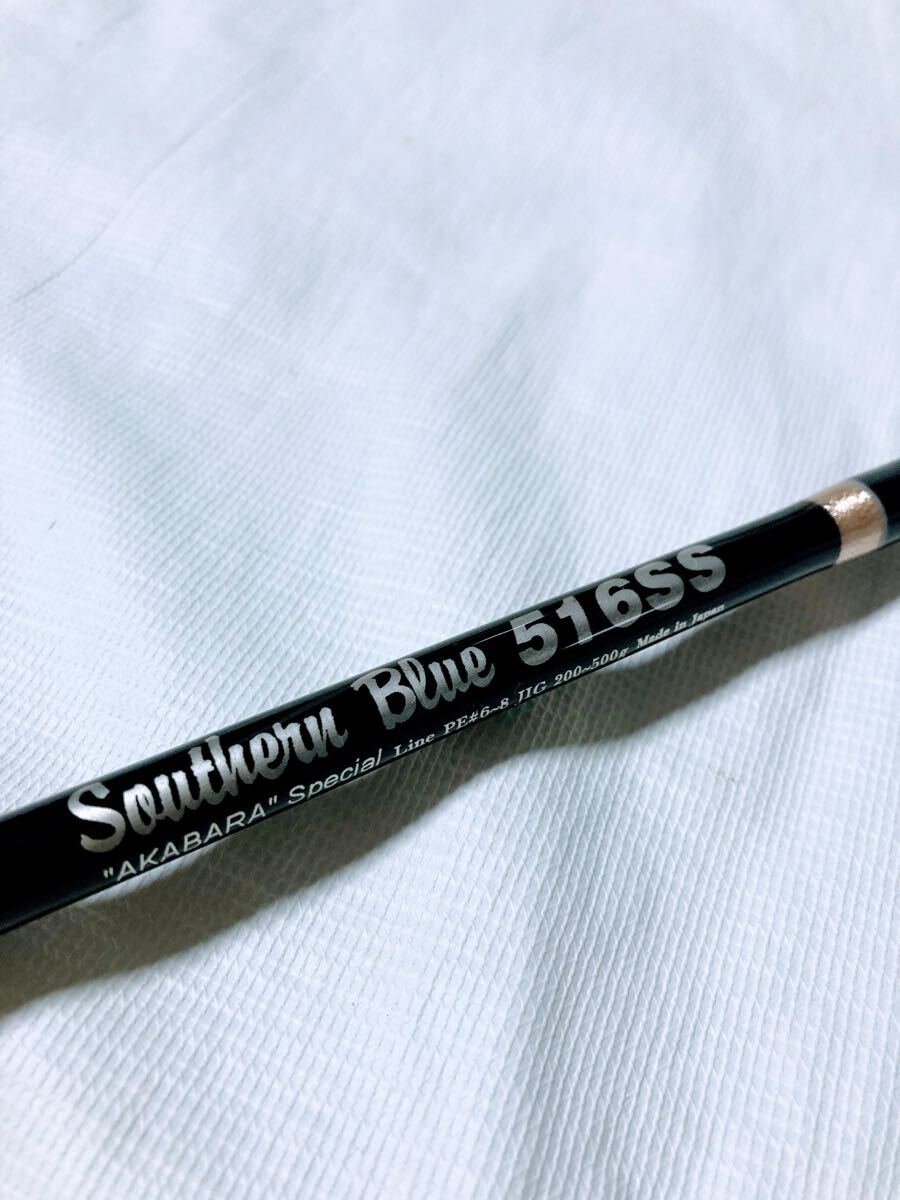 Southern Blue 516SS
"AKABARA" Special Line PE#6~8 JIG 200~500g Made in Japan